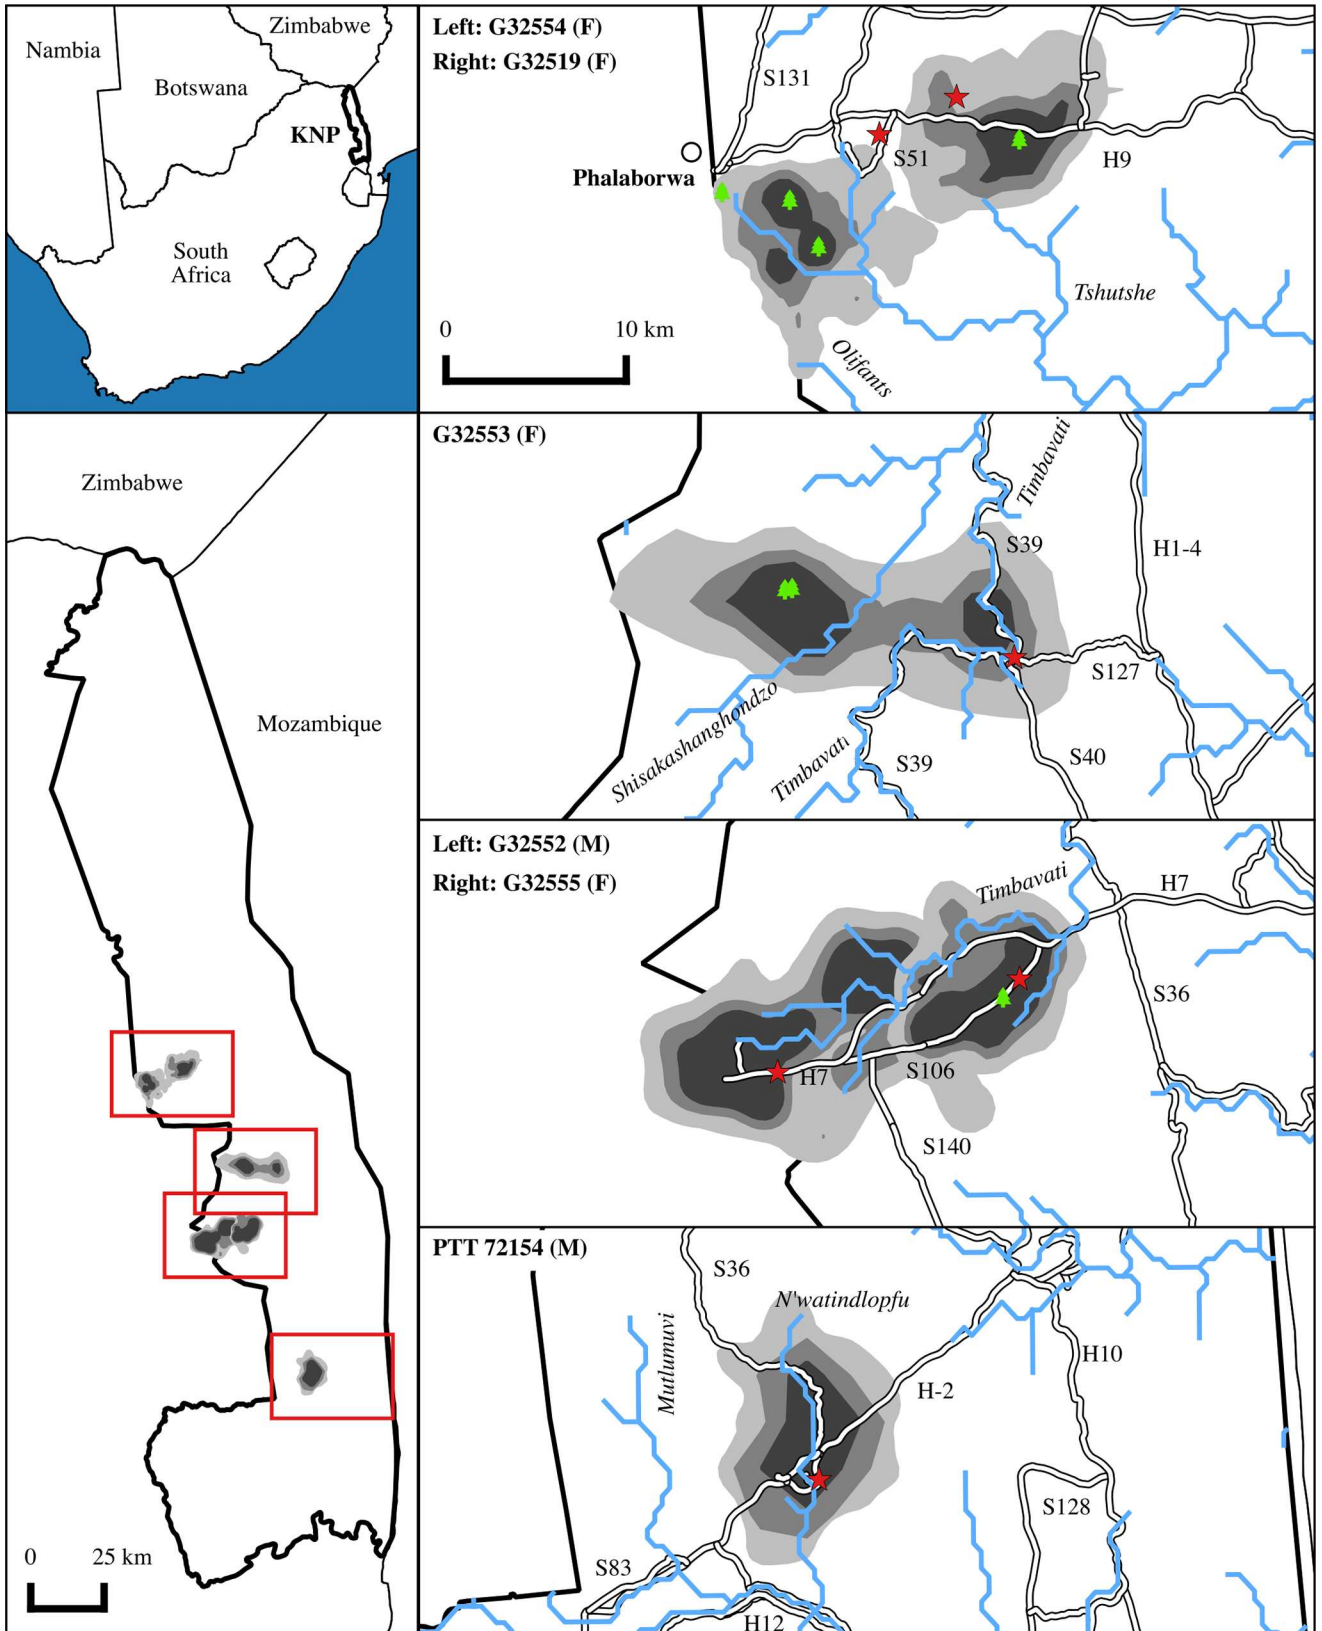 Nambia
Zimbabwe
Botswana
KNP
South
Africa
Zimbabwe
Mozambique
0 25 km
Left: G32554 (F)
Right: G32519 (F)
S131
S51
H9
Phalaborwa
Tshutshe
0 10 km
Olifants
G32553 (F)
Timbavati
S39
H1-4
S127
Shisakashanghondzo
Timbavati
S39
S40
Left: G32552 (M)
Right: G32555 (F)
Timbavati
H7
S36
H7
S106
S140
PTT 72154 (M)
S36
N'watindlopfu
Mutlumuvi
H10
H-2
S128
S83
H12